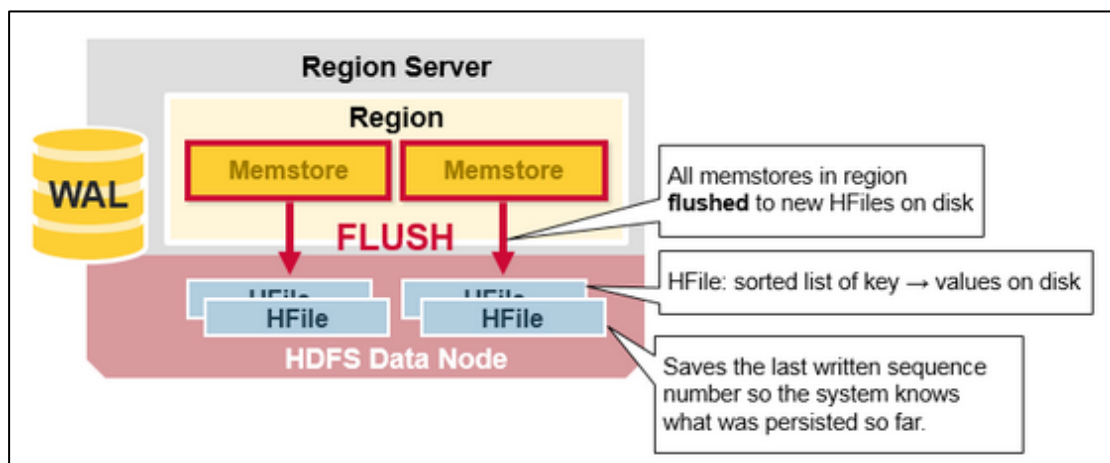 Region Server
Region
Memstore
Memstore
WAL
FLUSH
All memstores in region
flushed to new HFiles on disk
HFile
HFile
HFile
HFile
HFile: sorted list of key → values on disk
HDFS Data Node
Saves the last written sequence
number so the system knows
what was persisted so far.